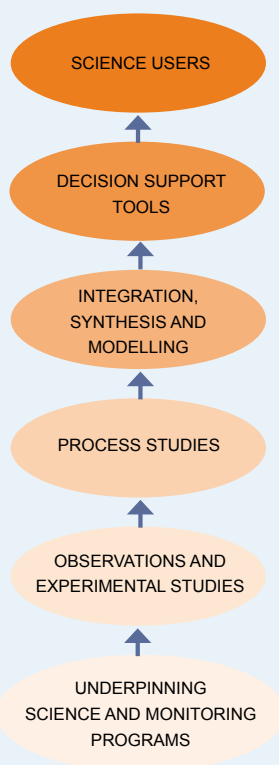 SCIENCE USERS
DECISION SUPPORT
TOOLS
INTEGRATION,
SYNTHESIS AND
MODELLING
PROCESS STUDIES
OBSERVATIONS AND
EXPERIMENTAL STUDIES
UNDERPINNING
SCIENCE AND MONITORING
PROGRAMS